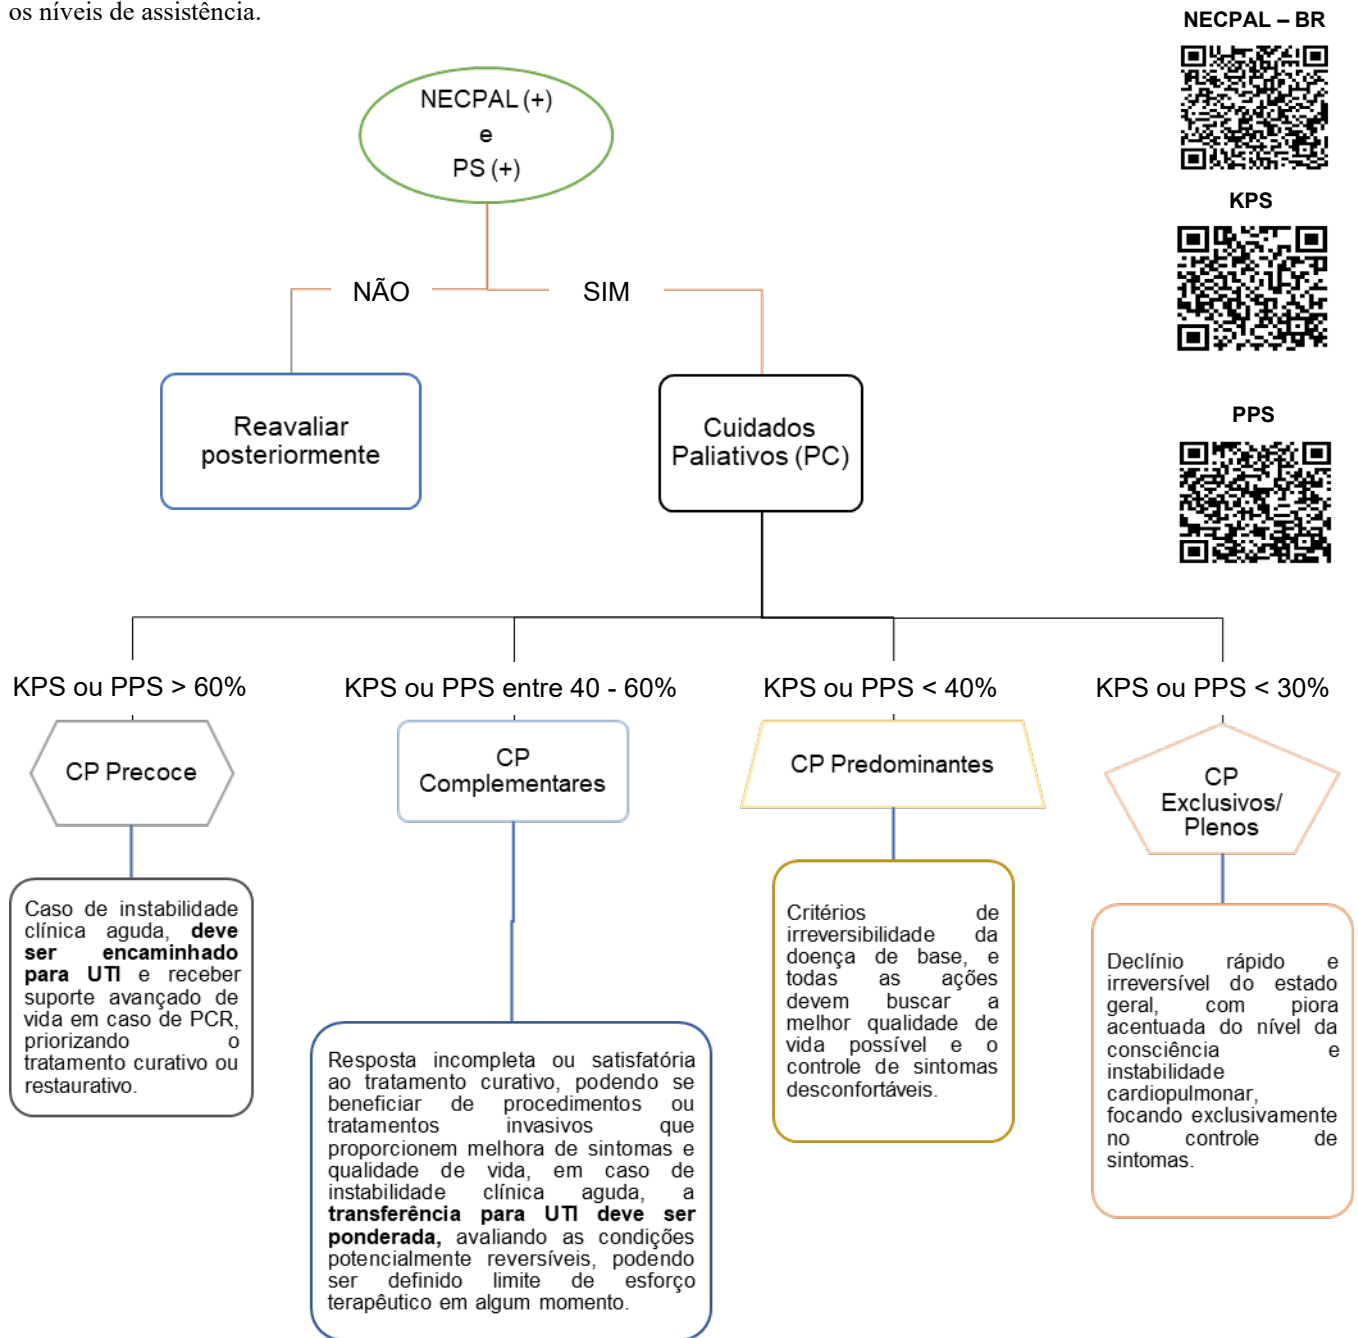 os níveis de assistência.
NECPAL – BR
NECPAL (+)
e
PS (+)
KPS
NÃO
SIM
Reavaliar
posteriormente
Cuidados
Paliativos (PC)
PPS
KPS ou PPS > 60%
KPS ou PPS entre 40 - 60%
KPS ou PPS < 40%
KPS ou PPS < 30%
CP Precoce
CP
Complementares
CP Predominantes
CP
Exclusivos/
Plenos
Caso de instabilidade
clínica aguda, deve
ser encaminhado
para UTI e receber
suporte avançado de
vida em caso de PCR,
priorizando o
tratamento curativo ou
restaurativo.
Resposta incompleta ou satisfatória
ao tratamento curativo, podendo se
beneficiar de procedimentos ou
tratamentos invasivos que
proporcionem melhora de sintomas e
qualidade de vida, em caso de
instabilidade clínica aguda, a
transferência para UTI deve ser
ponderada, avaliando as condições
potencialmente reversíveis, podendo
ser definido limite de esforço
terapêutico em algum momento.
Critérios de
irreversibilidade da
doença de base, e
todas as ações
devem buscar a
melhor qualidade de
vida possível e o
controle de sintomas
desconfortáveis.
Declínio rápido e
irreversível do estado
geral, com piora
acentuada do nível da
consciência e
instabilidade
cardiopulmonar,
focando exclusivamente
no controle de
sintomas.